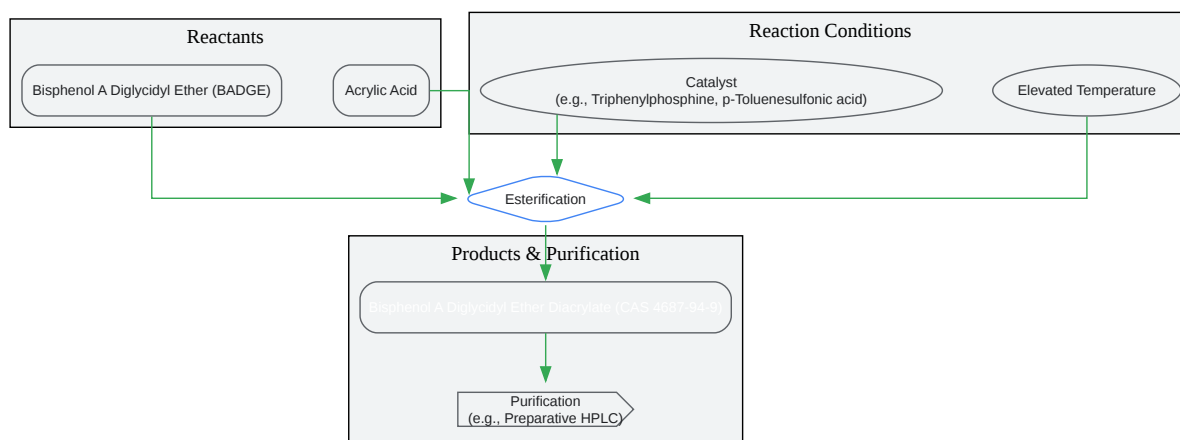 Reactants
Reaction Conditions
Bisphenol A Diglycidyl Ether (BADGE)
Acrylic Acid
Catalyst
(e.g., Triphenylphosphine, p-Toluenesulfonic acid)
Elevated Temperature
Esterification
Products & Purification
Bisphenol A Diglycidyl Ether Diacrylate (CAS 4687-94-9)
Purification
(e.g., Preparative HPLC)